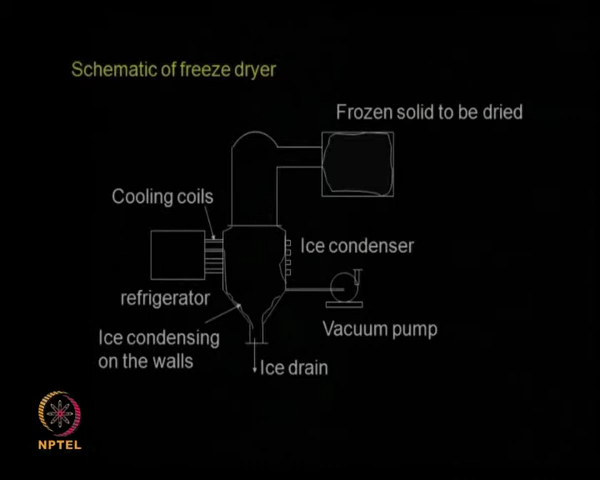 Schematic of freeze dryer
Frozen solid to be dried
Cooling coils
Ice condenser
refrigerator
Vacuum pump
Ice condensing
on the walls
Ice drain
NPTEL